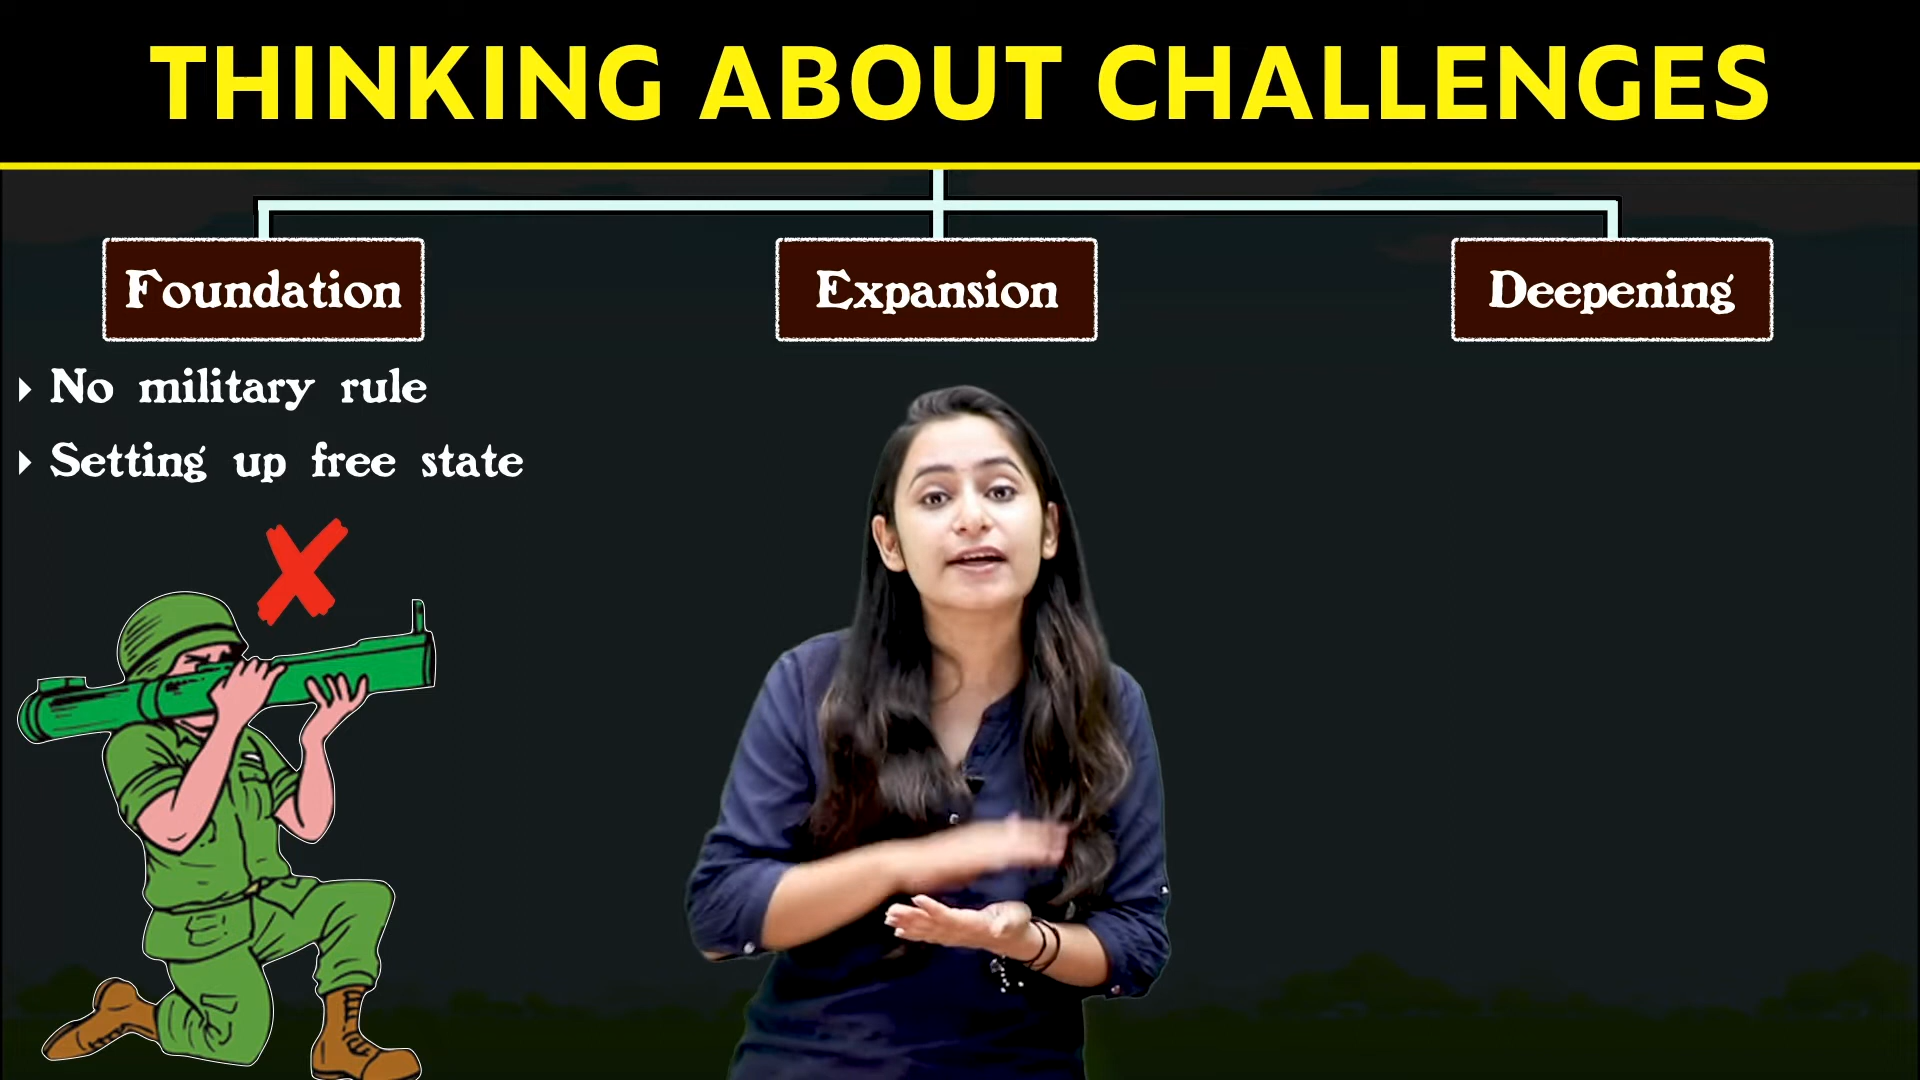 THINKING ABOUT CHALLENGES
Foundation
Expansion
Deepening
No military rule
Setting up free state